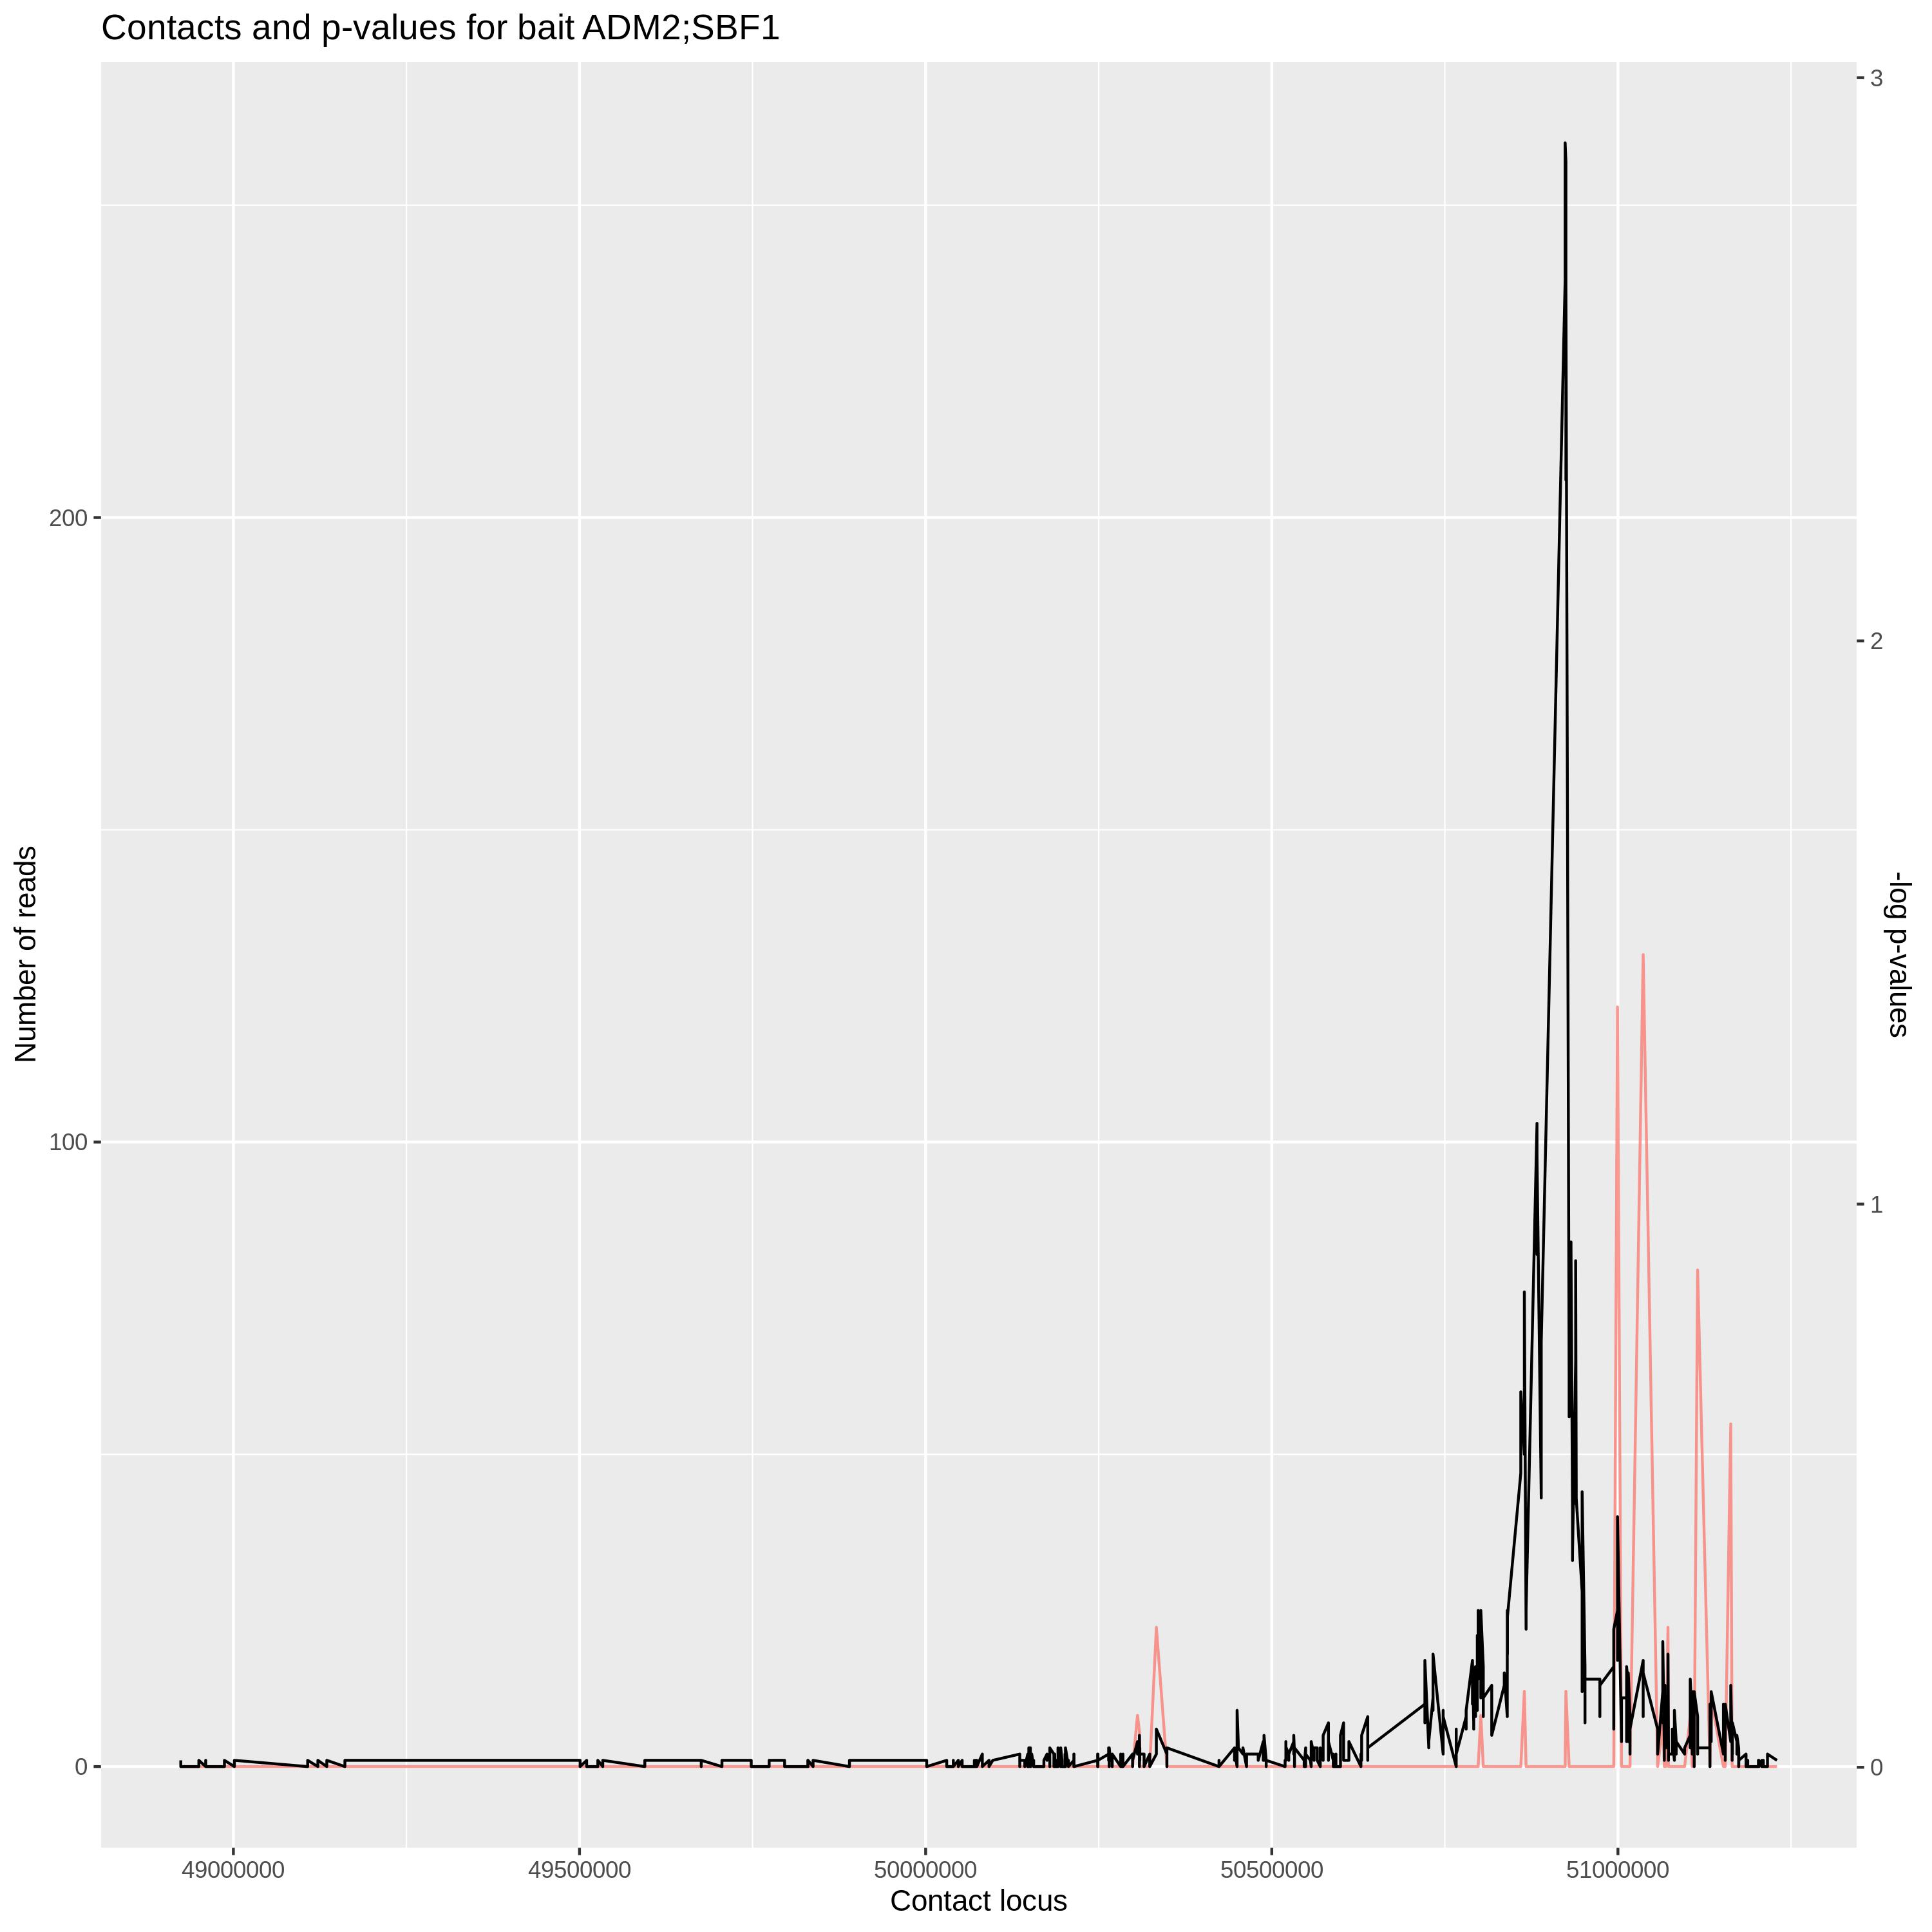 Contacts and p-values for bait ADM2;SBF1
3
2
1
0
-log p-values
200
100
0
Number of reads
49000000 49500000 50000000 50500000 51000000
Contact locus